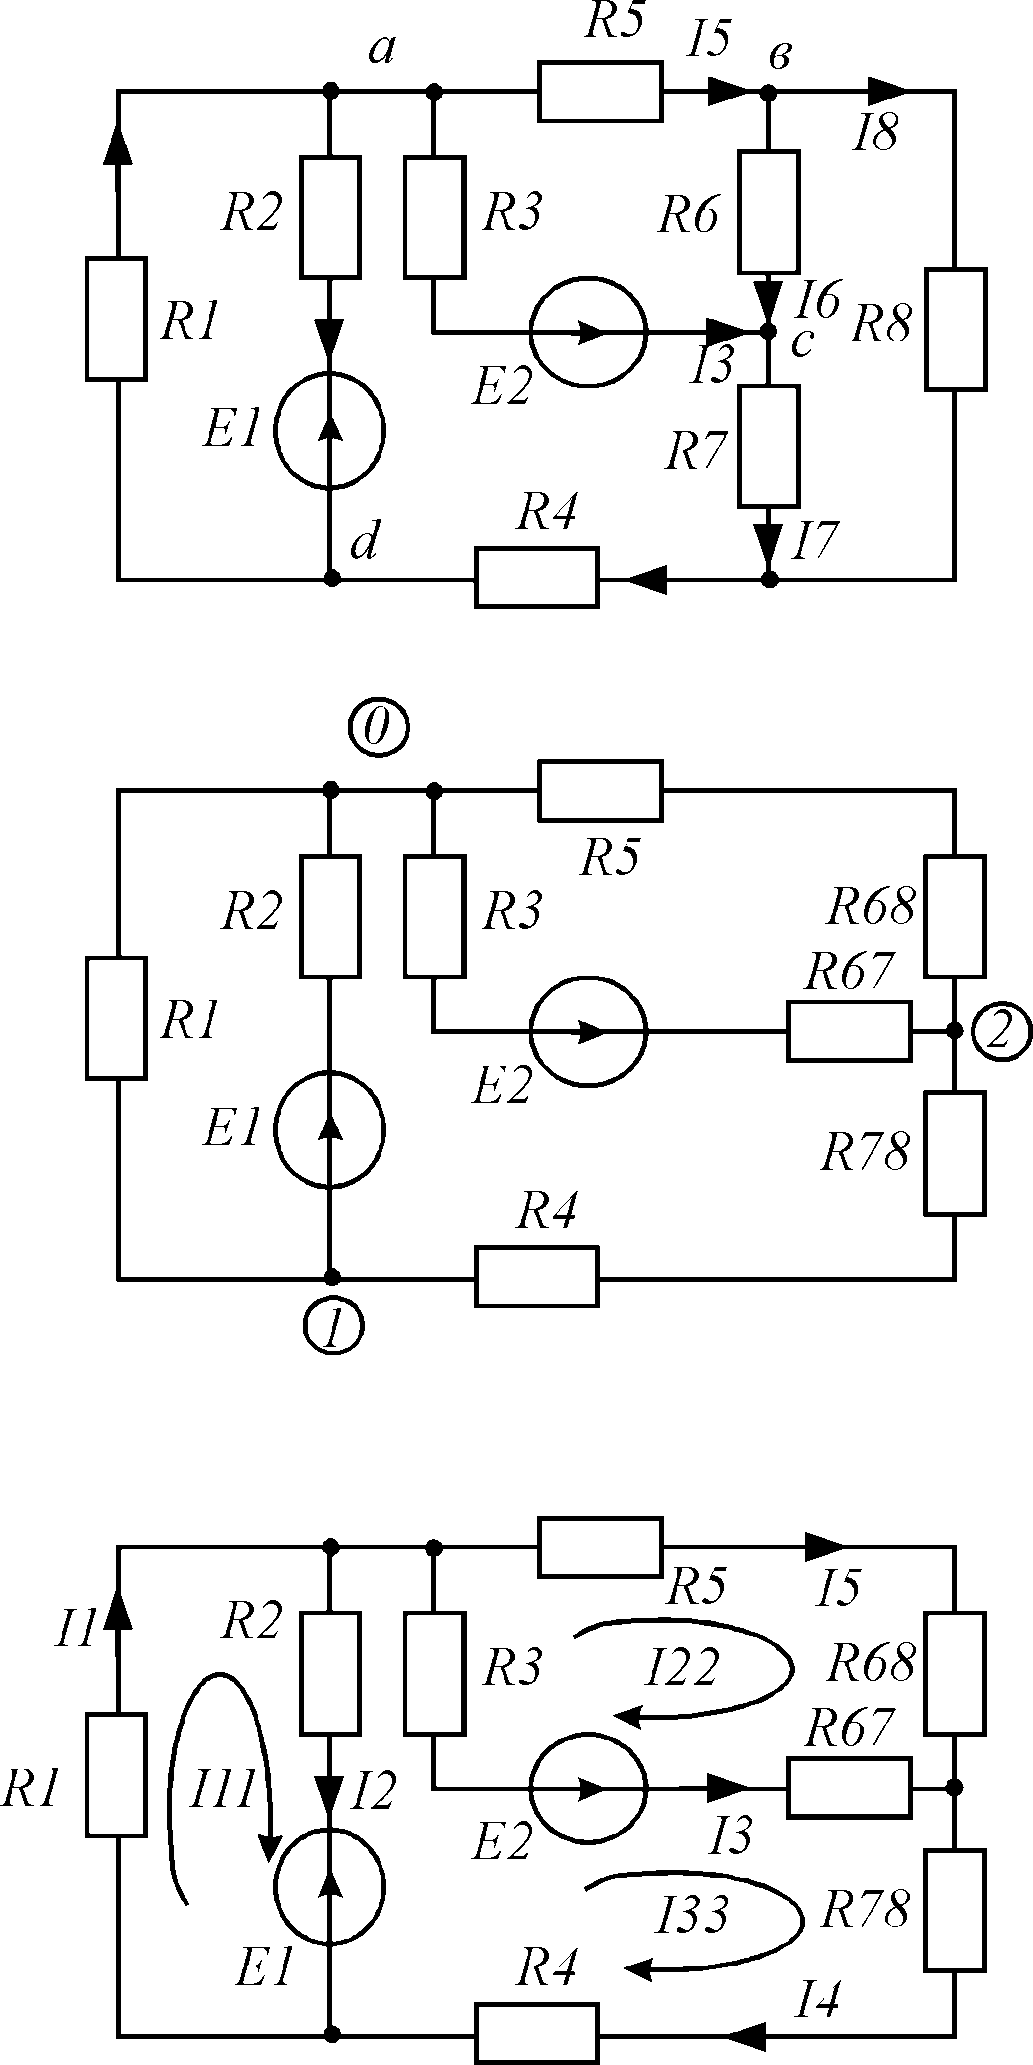 R5
I5
a
в
I8
R2
R3
R6
I6
R1
R8
c
I3
E2
E1
R7
R4
d
I7
0
R5
R68
R2
R3
R67
R1
2
E2
E1
R78
R4
1
R5
I5
I1
R2
R3
I22
R68
R67
R1
I11
I2
E2
I3
I33
R78
E1
R4
I4